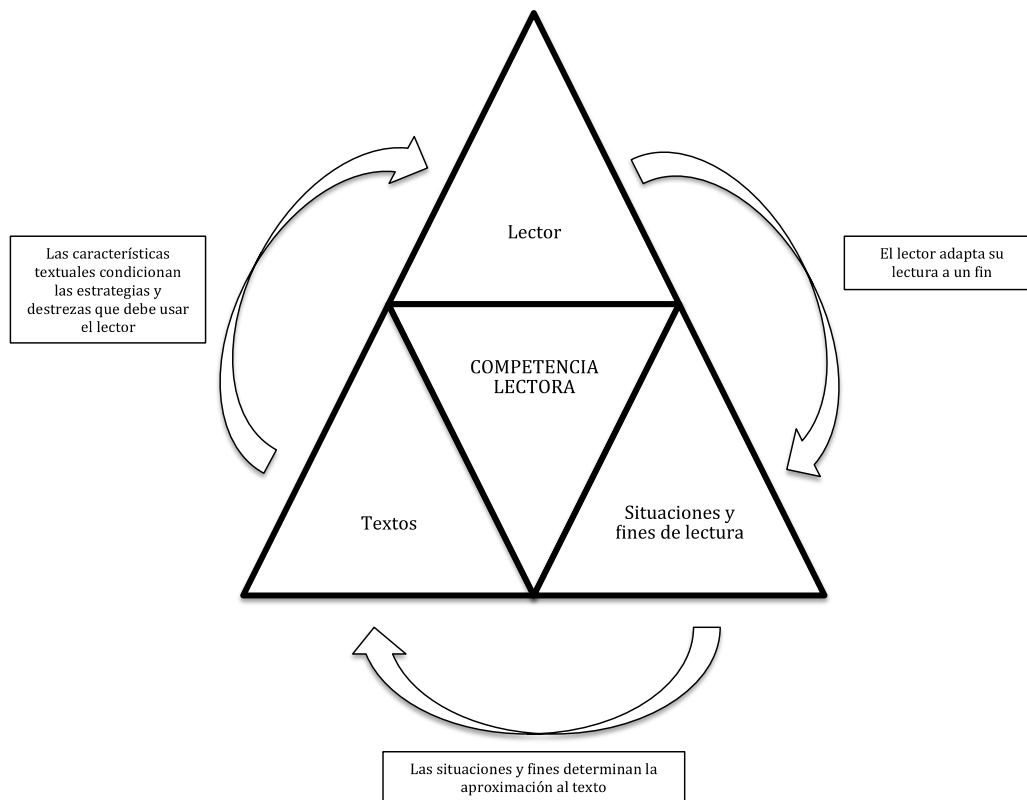 Lector
Las características
textuales condicionan
las estrategias y
destrezas que debe usar
el lector
El lector adapta su
lectura a un fin
COMPETENCIA
LECTORA
Textos
Situaciones y
fines de lectura
Las situaciones y fines determinan la
aproximación al texto